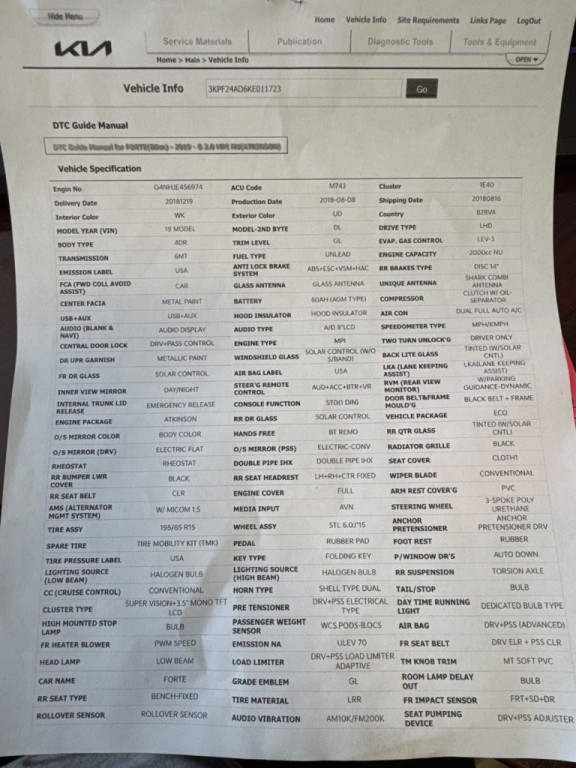 Hide Menu
Home Vehicle Info Site Requirements Links Page LogOut
KIA
Service Materials Publication Diagnostic Tools Tools & Equipment
Home > Main > Vehicle Info
OPEN
Vehicle Info 3KPF24AD6KE011723 Go
DTC Guide Manual
DTC Guide Manual for FORTE(BDm) - 2019 - G 2.0 MPI NU(ATKINSON)
Vehicle Specification
Engin No G4NHJE456974 ACU Code M743 Cluster 1E40
Delivery Date 20181219 Production Date 2018-08-08 Shipping Date 20180816
Interior Color WK Exterior Color UD Country B28VA
MODEL YEAR (VIN) 19 MODEL MODEL-2ND BYTE DL DRIVE TYPE LHD
BODY TYPE 4DR TRIM LEVEL GL EVAP. GAS CONTROL LEV-3
TRANSMISSION 6MT FUEL TYPE UNLEAD ENGINE CAPACITY 2000cc NU
EMISSION LABEL USA ANTI LOCK BRAKE SYSTEM ABS+ESC+VSM+HAC RR BRAKES TYPE DISC 14"
FCA (FWD COLL AVOID ASSIST) CAR GLASS ANTENNA GLASS ANTENNA UNIQUE ANTENNA SHARK COMBI ANTENNA
CENTER FACIA METAL PAINT BATTERY 60AH (AGM TYPE) COMPRESSOR CLUTCH W/ OIL-SEPARATOR
USB+AUX USB+AUX HOOD INSULATOR HOOD INSULATOR AIR CON DUAL FULL AUTO A/C
AUDIO (BLANK & NAVI) AUDIO DISPLAY AUDIO TYPE A/D 8"LCD SPEEDOMETER TYPE MPH/KMPH
CENTRAL DOOR LOCK DRV+PASS CONTROL ENGINE TYPE MPI TWO TURN UNLOCK'G DRIVER ONLY
DR UPR GARNISH METALLIC PAINT WINDSHIELD GLASS SOLAR CONTROL (W/O S/BAND) BACK LITE GLASS TINTED (W/SOLAR CNTL)
FR DR GLASS SOLAR CONTROL AIR BAG LABEL USA LKA (LANE KEEPING ASSIST) LKA(LANE KEEPING ASSIST)
INNER VIEW MIRROR DAY/NIGHT STEER'G REMOTE CONTROL AUD+ACC+BTR+VR RVM (REAR VIEW MONITOR) W/PARKING GUIDANCE-DYNAMIC
INTERNAL TRUNK LID RELEASE EMERGENCY RELEASE CONSOLE FUNCTION STD(1 DIN) DOOR BELT&FRAME MOULD'G BLACK BELT + FRAME
ENGINE PACKAGE ATKINSON RR DR GLASS SOLAR CONTROL VEHICLE PACKAGE ECO
O/S MIRROR COLOR BODY COLOR HANDS FREE BT REMO RR QTR GLASS TINTED (W/SOLAR CNTL)
O/S MIRROR (DRV) ELECTRIC FLAT O/S MIRROR (PSS) ELECTRIC-CONV RADIATOR GRILLE BLACK
RHEOSTAT RHEOSTAT DOUBLE PIPE IHX DOUBLE PIPE IHX SEAT COVER CLOTH1
RR BUMPER LWR COVER BLACK RR SEAT HEADREST LH+RH+CTR FIXED WIPER BLADE CONVENTIONAL
RR SEAT BELT CLR ENGINE COVER FULL ARM REST COVER'G PVC
AMS (ALTERNATOR MGMT SYSTEM) W/ MICOM 1.5 MEDIA INPUT AVN STEERING WHEEL 3-SPOKE POLY URETHANE
TIRE ASSY 195/65 R15 WHEEL ASSY STL 6.0/"15 ANCHOR PRETENSIONER ANCHOR PRETENSIONER DRV
SPARE TIRE TIRE MOBILITY KIT (TMK) PEDAL RUBBER PAD FOOT REST RUBBER
TIRE PRESSURE LABEL USA KEY TYPE FOLDING KEY P/WINDOW DR'S AUTO DOWN
LIGHTING SOURCE (LOW BEAM) HALOGEN BULB LIGHTING SOURCE (HIGH BEAM) HALOGEN BULB RR SUSPENSION TORSION AXLE
CC (CRUISE CONTROL) CONVENTIONAL HORN TYPE SHELL TYPE DUAL TAIL/STOP BULB
CLUSTER TYPE SUPER VISION+3.5" MONO TFT LCD PRE TENSIONER DRV+PSS ELECTRICAL TYPE DAY TIME RUNNING LIGHT DEDICATED BULB TYPE
HIGH MOUNTED STOP LAMP BULB PASSENGER WEIGHT SENSOR WCS.PODS-B.OCS AIR BAG DRV+PSS (ADVANCED)
FR HEATER BLOWER PWM SPEED EMISSION NA ULEV 70 FR SEAT BELT DRV ELR + PSS CLR
HEAD LAMP LOW BEAM LOAD LIMITER DRV+PSS LOAD LIMITER ADAPTIVE TM KNOB TRIM MT SOFT PVC
CAR NAME FORTE GRADE EMBLEM GL ROOM LAMP DELAY OUT BULB
RR SEAT TYPE BENCH-FIXED TIRE MATERIAL LRR FR IMPACT SENSOR FRT+SD+DR
ROLLOVER SENSOR ROLLOVER SENSOR AUDIO VIBRATION AM10K/FM200K SEAT PUMPING DEVICE DRV+PSS ADJUSTER